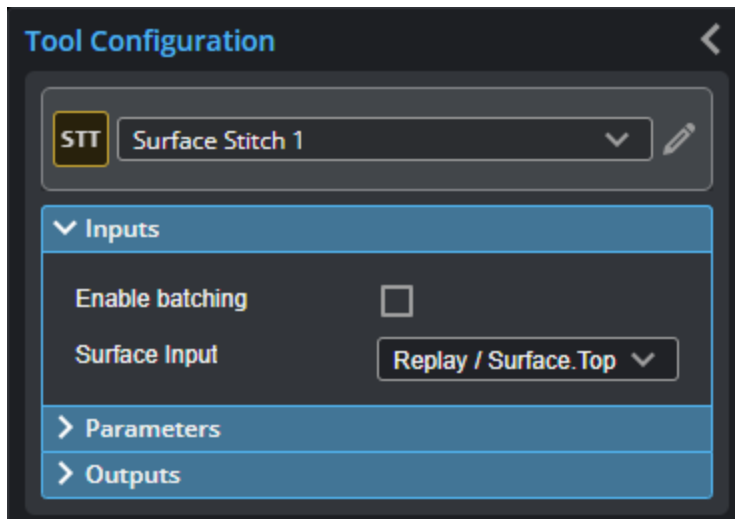 Tool Configuration
STT Surface Stitch 1
Inputs
Enable batching
Surface Input Replay / Surface.Top
Parameters
Outputs